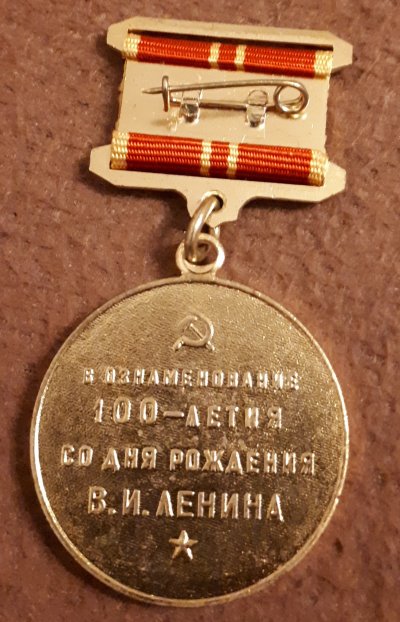 В ОЗНАМЕНОВАНИЕ
100-ЛЕТИЯ
СО ДНЯ РОЖДЕНИЯ
В.И.ЛЕНИНА